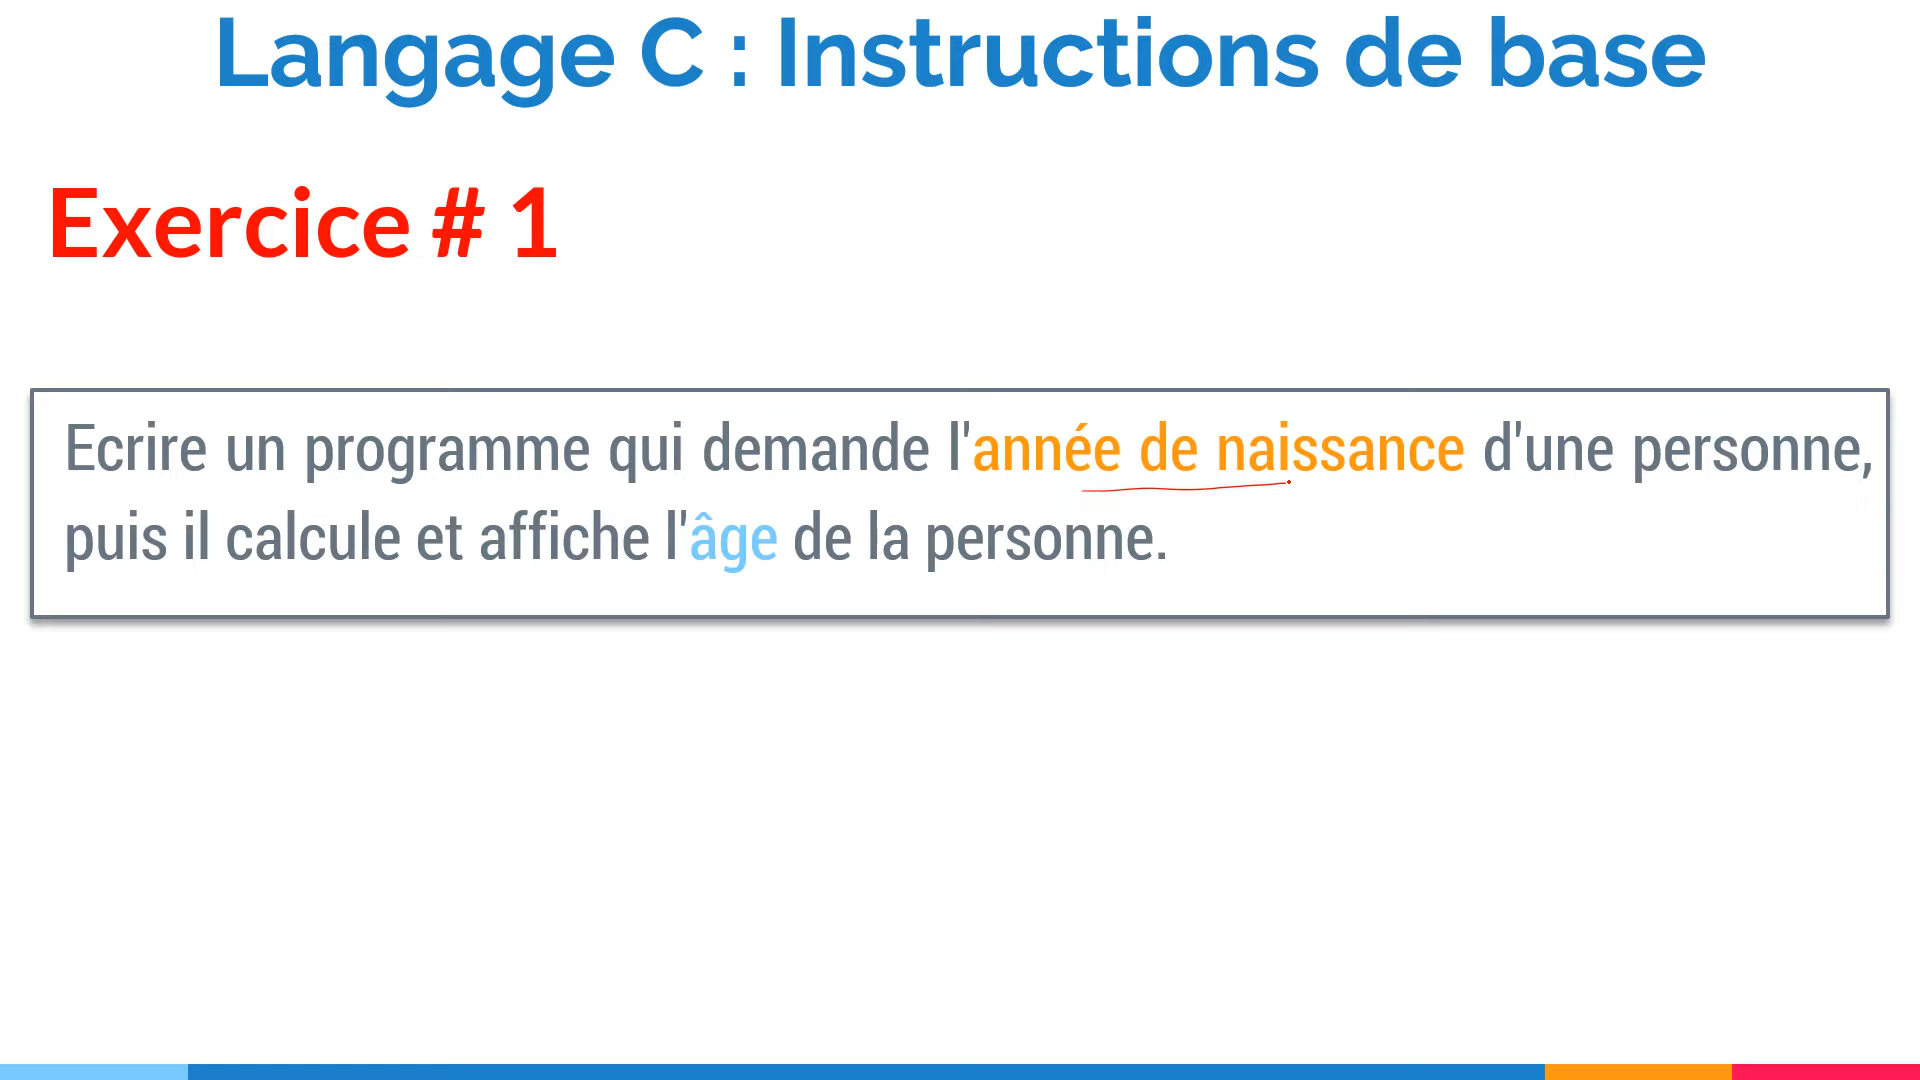 Langage C : Instructions de base
Exercice # 1
Ecrire un programme qui demande l'année de naissance d'une personne,
puis il calcule et affiche l'âge de la personne.